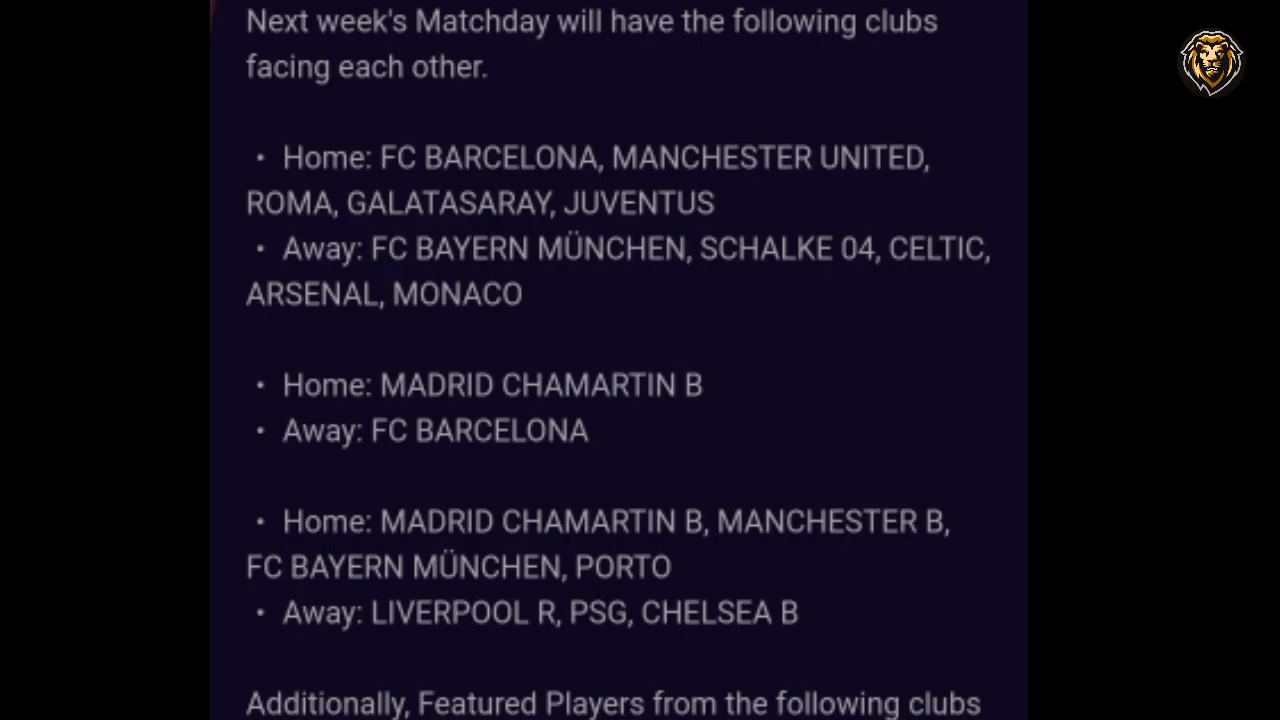 Next week's Matchday will have the following clubs
facing each other.
• Home: FC BARCELONA, MANCHESTER UNITED,
ROMA, GALATASARAY, JUVENTUS
• Away: FC BAYERN MÜNCHEN, SCHALKE 04, CELTIC,
ARSENAL, MONACO
• Home: MADRID CHAMARTIN B
• Away: FC BARCELONA
• Home: MADRID CHAMARTIN B, MANCHESTER B,
FC BAYERN MÜNCHEN, PORTO
• Away: LIVERPOOL R, PSG, CHELSEA B
Additionally, Featured Players from the following clubs